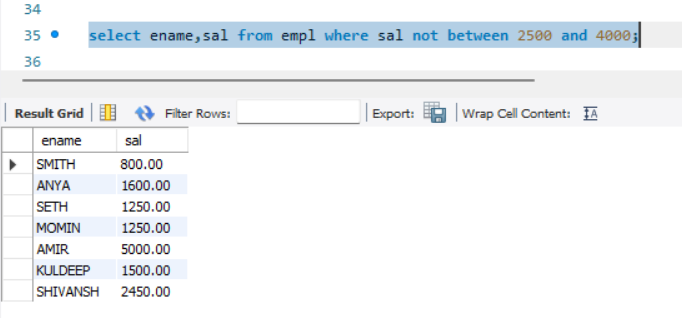 34
35 select ename,sal from empl where sal not between 2500 and 4000;
36
Result Grid Filter Rows: Export: Wrap Cell Content: IA
ename sal
SMITH 800.00
ANYA 1600.00
SETH 1250.00
MOMIN 1250.00
AMIR 5000.00
KULDEEP 1500.00
SHIVANSH 2450.00